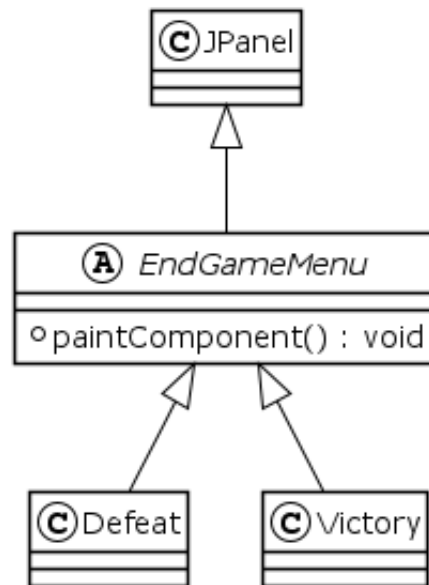 C JPanel
A EndGameMenu
paintComponent() : void
C Defeat
C Victory